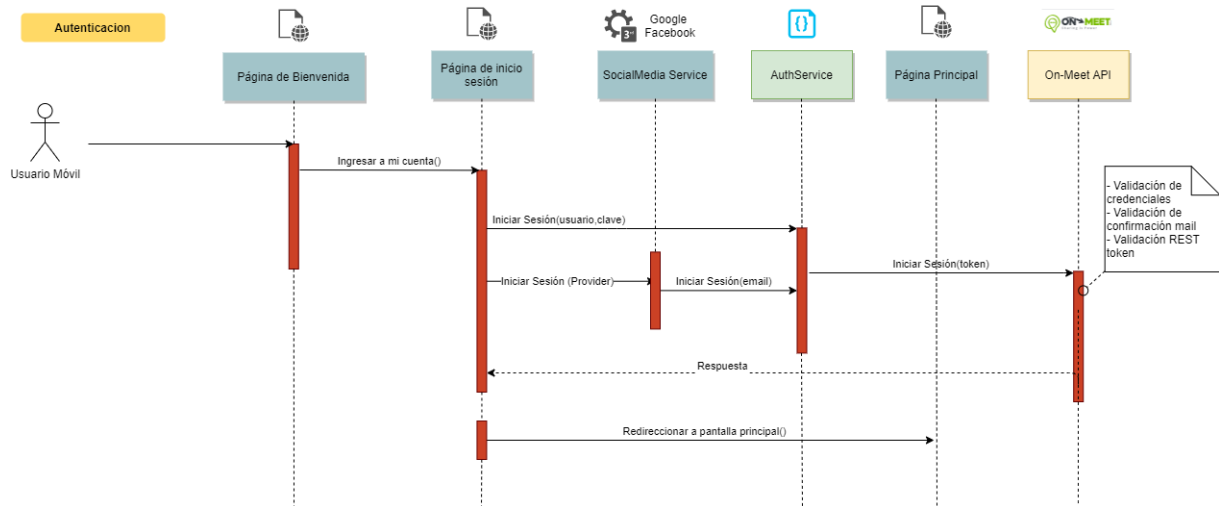 Autenticacion
3rd
Google
Facebook
{}
ON MEET
Página de Bienvenida
Página de inicio
sesión
SocialMedia Service
AuthService
Página Principal
On-Meet API
Usuario Móvil
Ingresar a mi cuenta()
- Validación de
credenciales
- Validación de
confirmación mail
- Validación REST
token
Iniciar Sesión(usuario,clave)
Iniciar Sesión(token)
Iniciar Sesión (Provider)
Iniciar Sesión(email)
Respuesta
Redireccionar a pantalla principal()